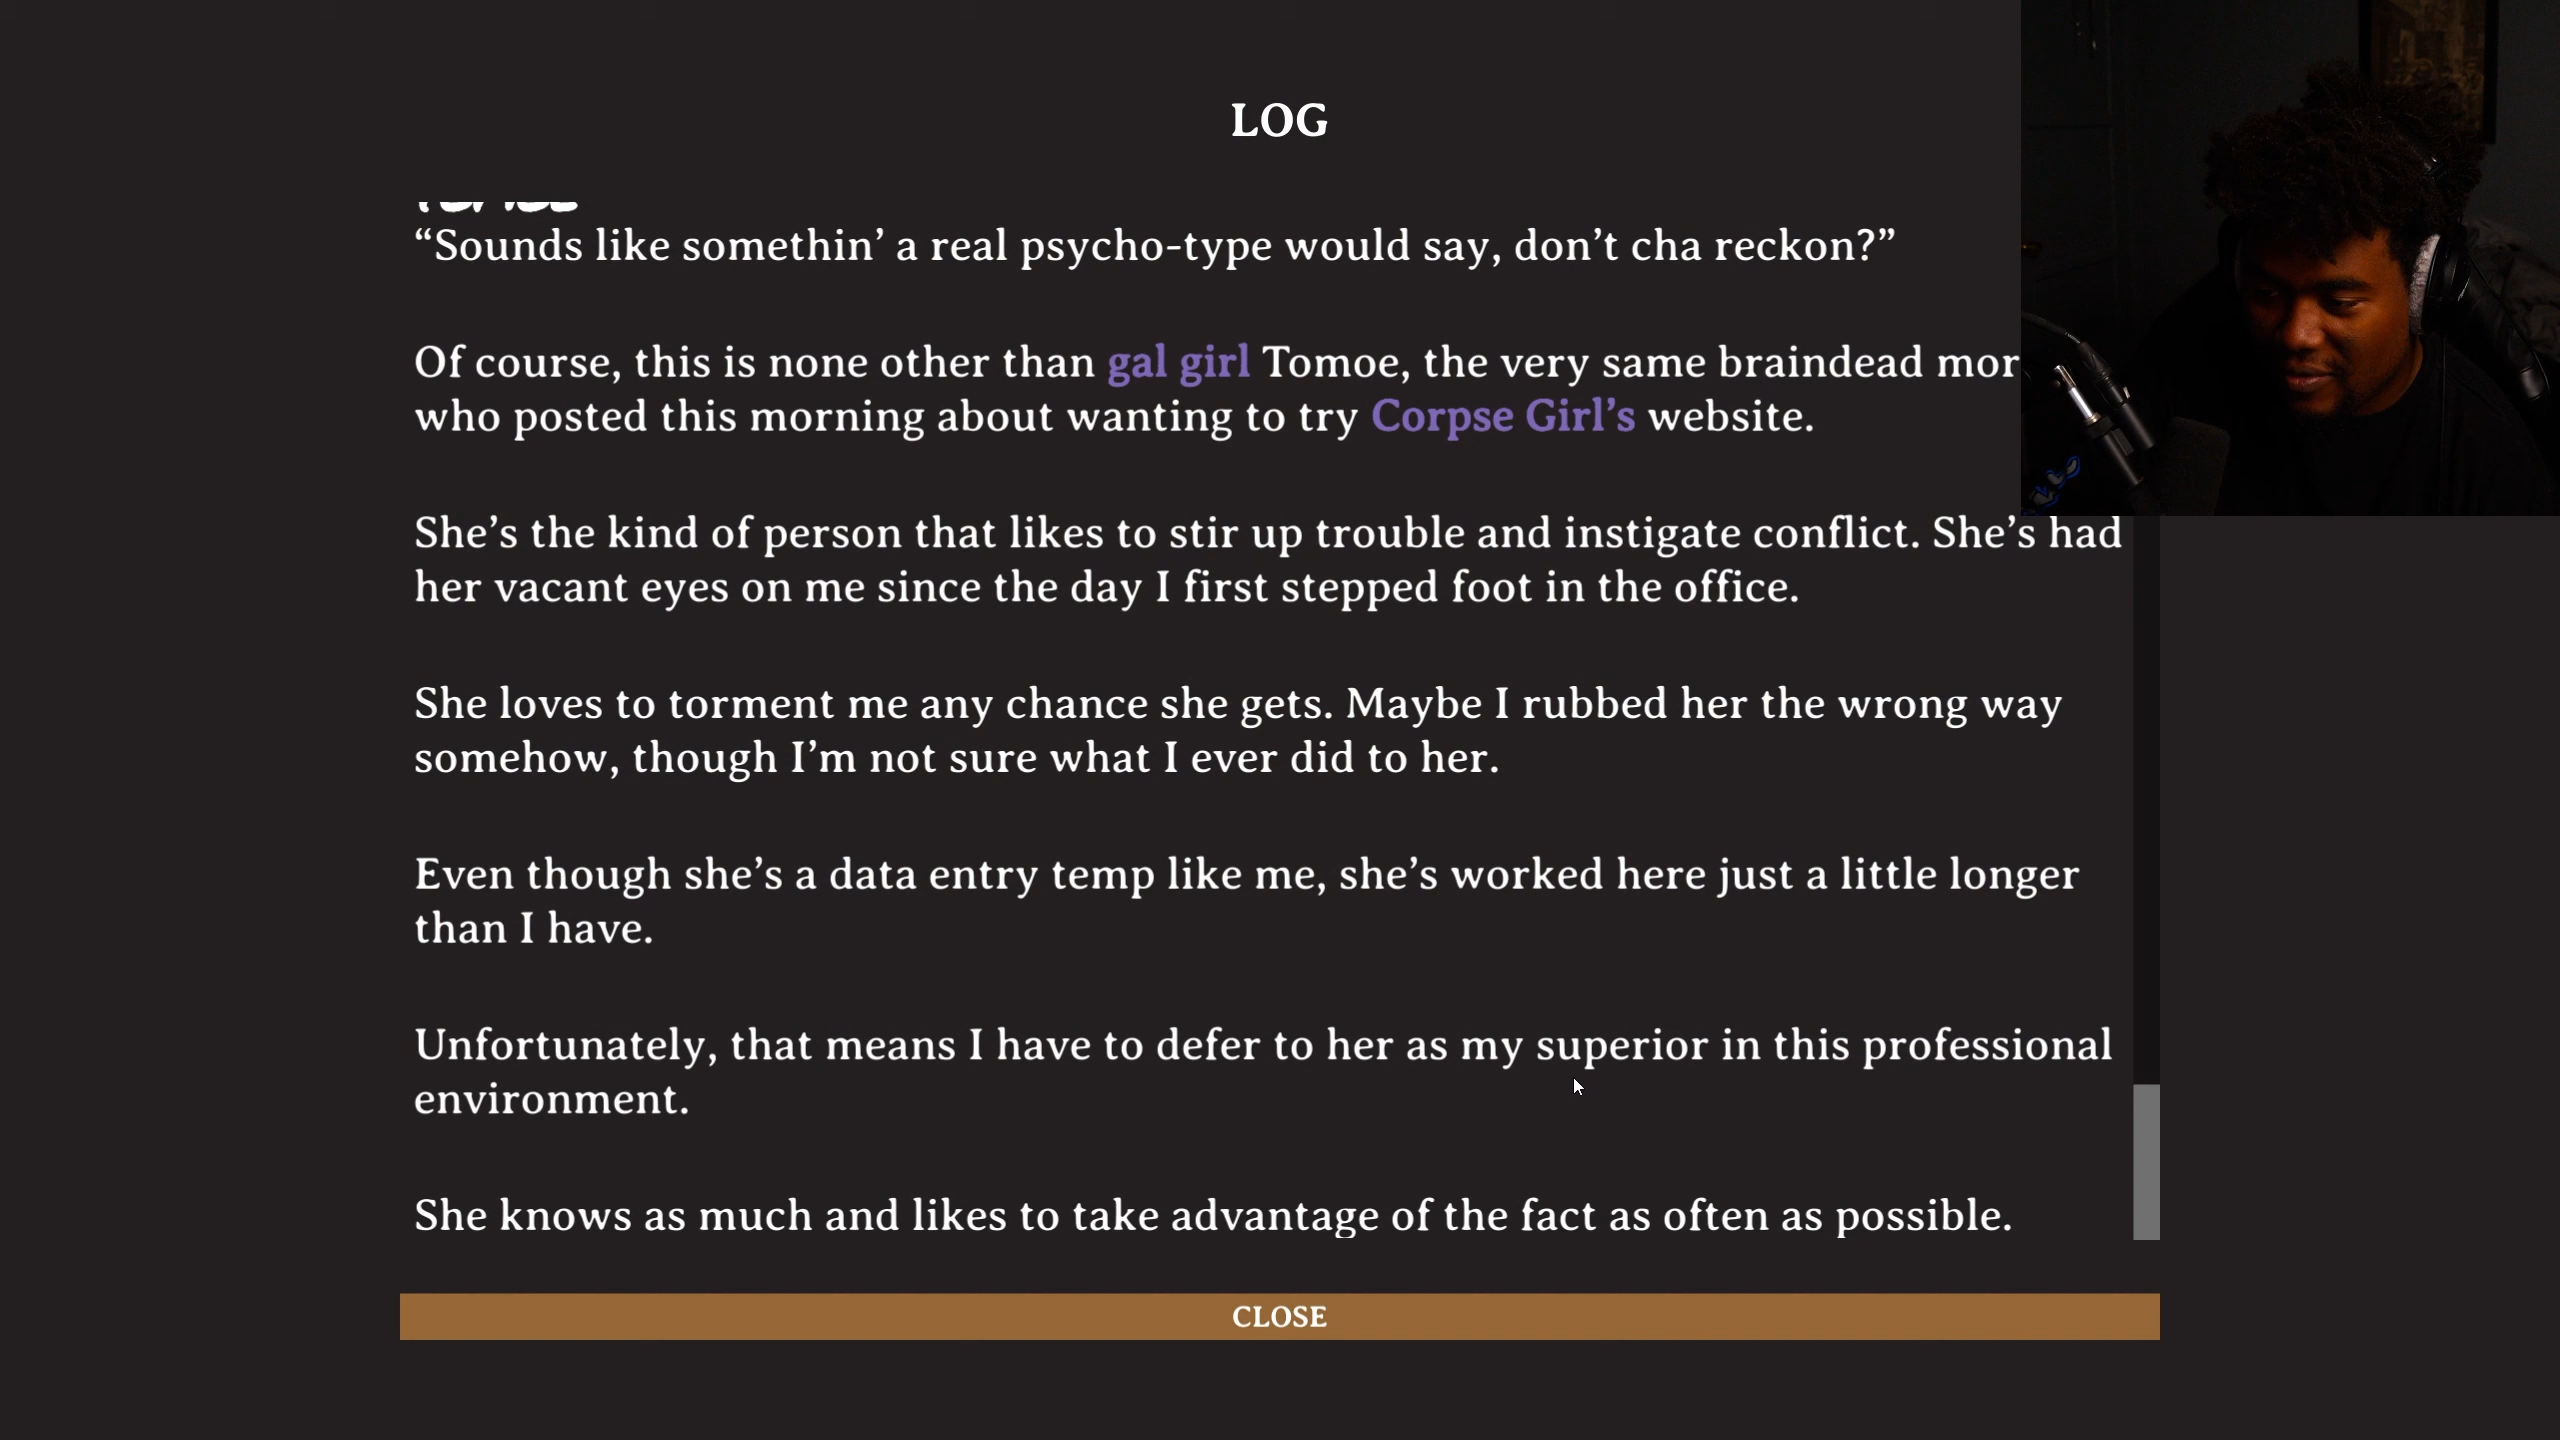 LOG
“Sounds like somethin’ a real psycho-type would say, don’t cha reckon?”
Of course, this is none other than gal girl Tomoe, the very same braindead
who posted this morning about wanting to try Corpse Girl’s website.
She’s the kind of person that likes to stir up trouble and instigate conflict. She’s had
her vacant eyes on me since the day I first stepped foot in the office.
She loves to torment me any chance she gets. Maybe I rubbed her the wrong way
somehow, though I’m not sure what I ever did to her.
Even though she’s a data entry temp like me, she’s worked here just a little longer
than I have.
Unfortunately, that means I have to defer to her as my superior in this professional
environment.
She knows as much and likes to take advantage of the fact as often as possible.
CLOSE